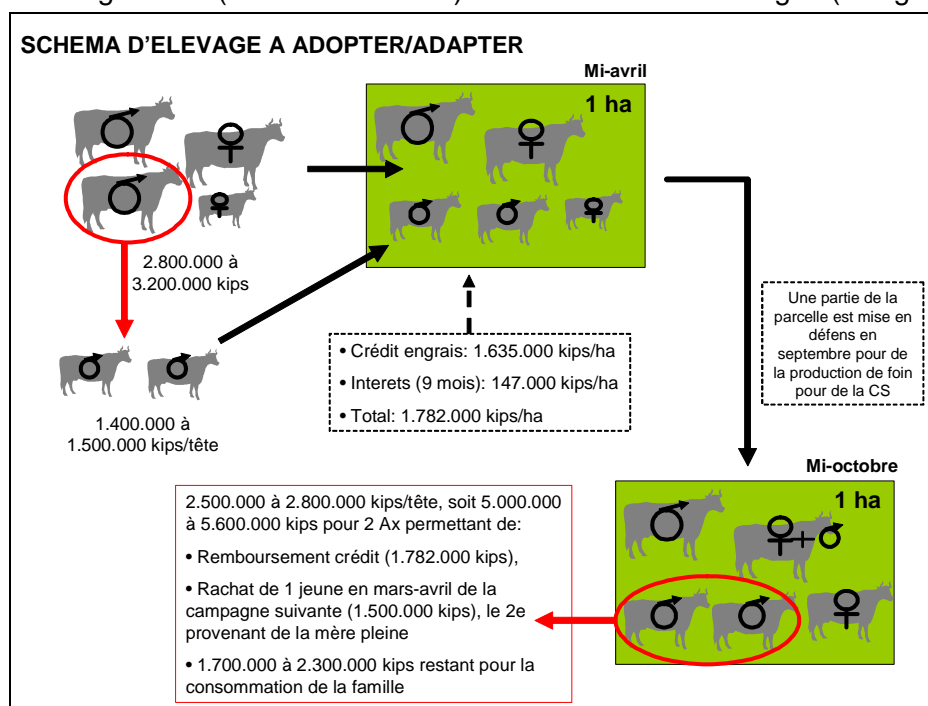 SCHEMA D'ELEVAGE A ADOPTER/ADAPTER
Mi-avril
1 ha
2.800.000 à
3.200.000 kips
1.400.000 à
1.500.000 kips/tête
• Crédit engrais: 1.635.000 kips/ha
• Interets (9 mois): 147.000 kips/ha
• Total: 1.782.000 kips/ha
Une partie de la
parcelle est mise en
défens en
septembre pour de
la production de foin
pour de la CS
Mi-octobre
1 ha
2.500.000 à 2.800.000 kips/tête, soit 5.000.000
à 5.600.000 kips pour 2 Ax permettant de:
• Remboursement crédit (1.782.000 kips),
• Rachat de 1 jeune en mars-avril de la
campagne suivante (1.500.000 kips), le 2e
provenant de la mère pleine
• 1.700.000 à 2.300.000 kips restant pour la
consommation de la famille